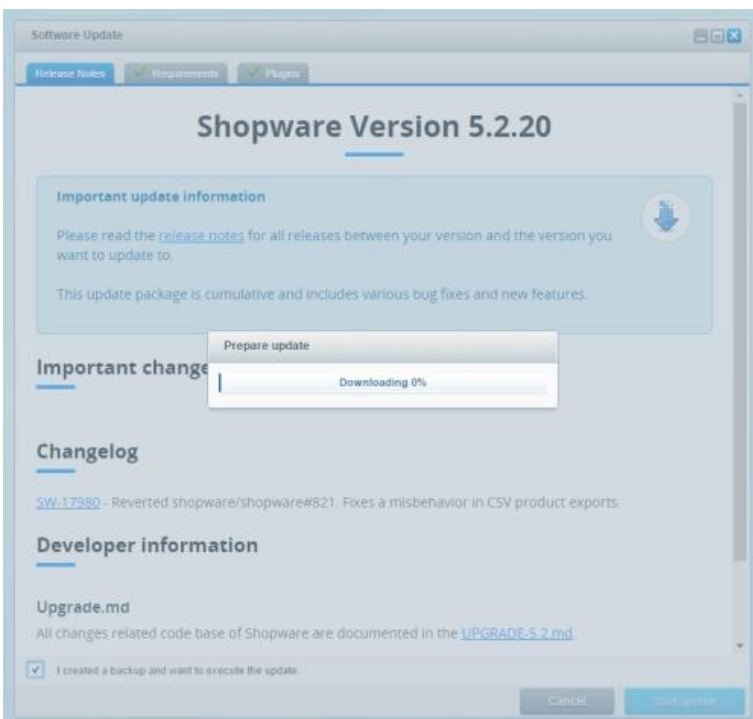 Software Update
Release Notes Requirements Plugins
Shopware Version 5.2.20
Important update information
Please read the release notes for all releases between your version and the version you
want to update to.
This update package is cumulative and includes various bug fixes and new features.
Prepare update
Important change
Downloading 0%
Changelog
SW-17980 - Reverted shopware/shopware#821. Fixes a misbehavior in CSV product exports.
Developer information
Upgrade.md
All changes related code base of Shopware are documented in the UPGRADE-5.2.md.
I created a backup and want to execute the update.
Cancel Start update